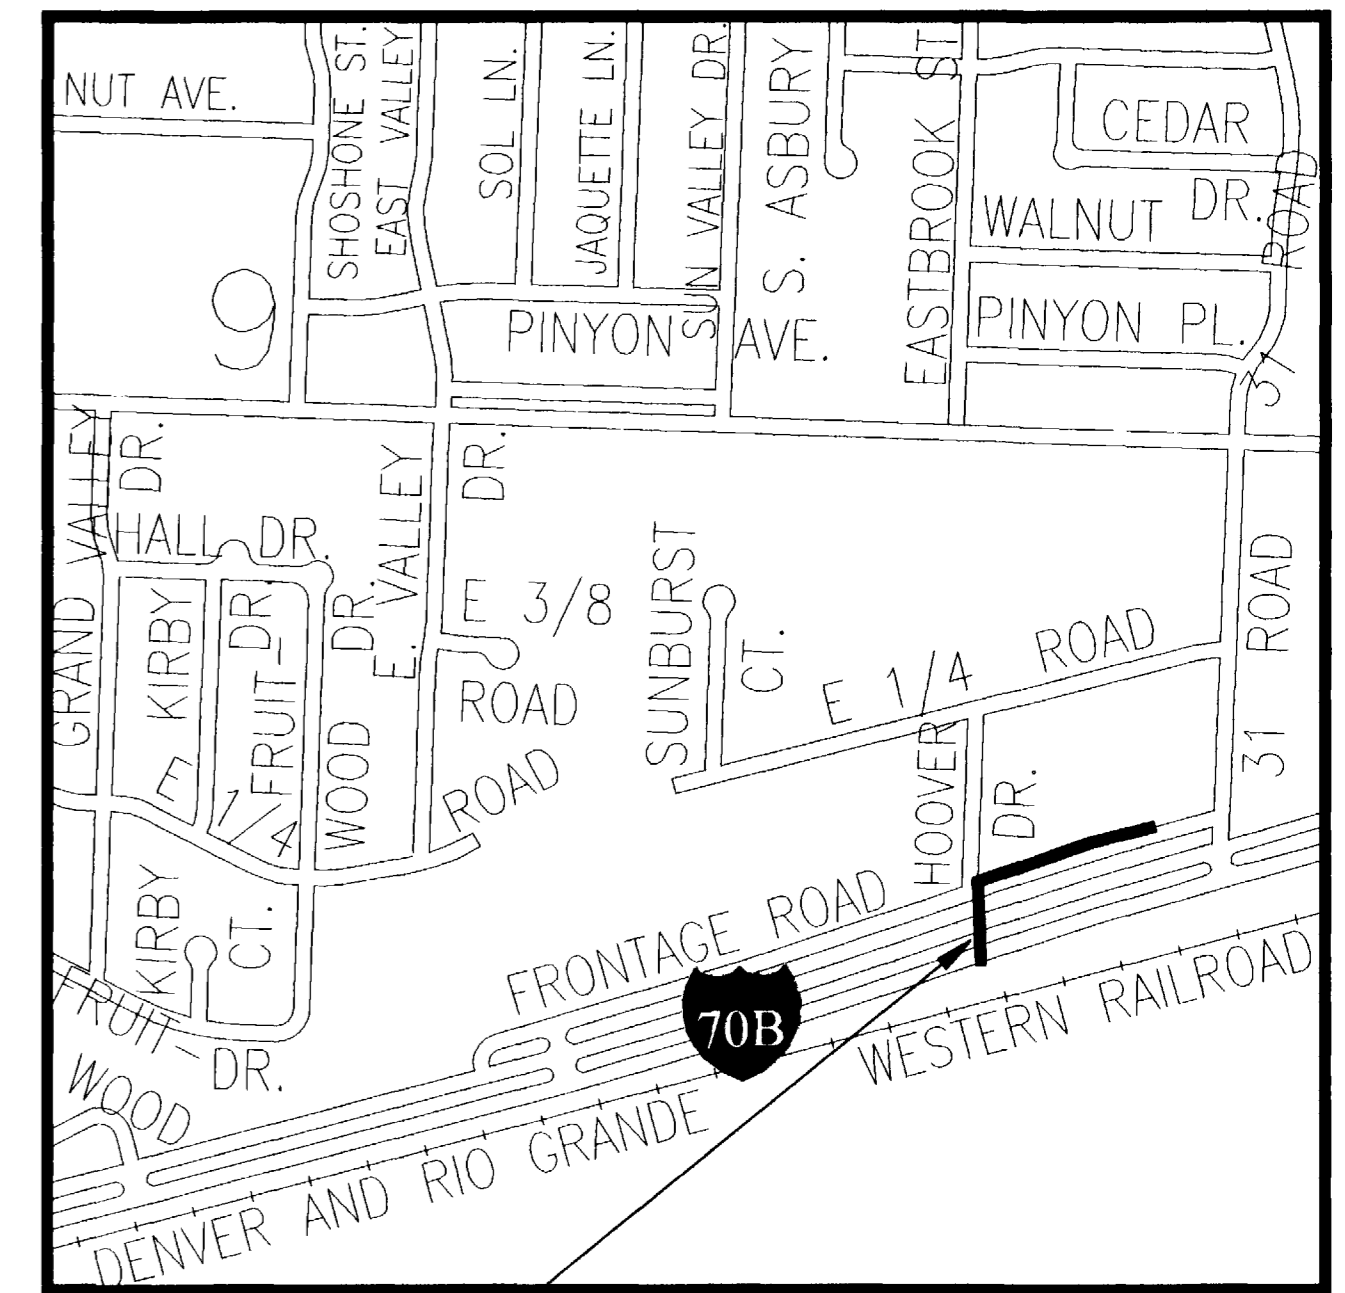 NUT AVE.
SHOSHONE ST.
EAST VALLEY
SOL LN.
JAQUETTE LN.
SUN VALLEY DR.
S. ASBURY
EASTBROOK ST
CEDAR
DR.
WALNUT
ROAD
31
9
PINYON AVE.
PINYON PL.
GRAND VALLEY
DR.
HALL DR.
KIRBY
DR.
FRUIT-
WOOD
DR.
E. VALLEY
DR.
E 3/8
ROAD
SUNBURST
CT.
E 1/4 ROAD
31 ROAD
E 1/4
ROAD
HOOVER
DR.
KIRBY
CT.
FRONTAGE ROAD
70B
FRUIT-
DR.
WOOD
DENVER AND RIO GRANDE
WESTERN RAILROAD